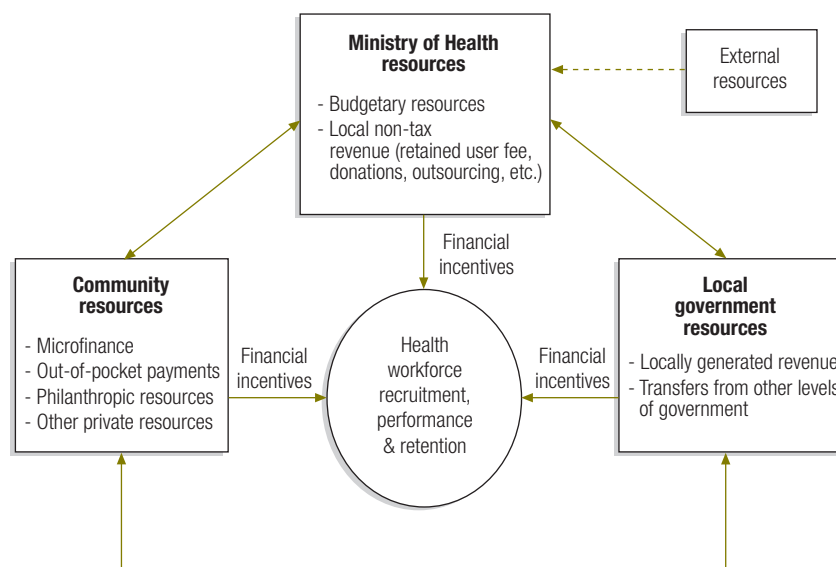 Ministry of Health
resources
- Budgetary resources
- Local non-tax
revenue (retained user fee,
donations, outsourcing, etc.)
External
resources
Financial
incentives
Community
resources
- Microfinance
- Out-of-pocket payments
- Philanthropic resources
- Other private resources
Financial
incentives
Health
workforce
recruitment,
performance
& retention
Financial
incentives
Local
government
resources
- Locally generated revenue
- Transfers from other levels
of government